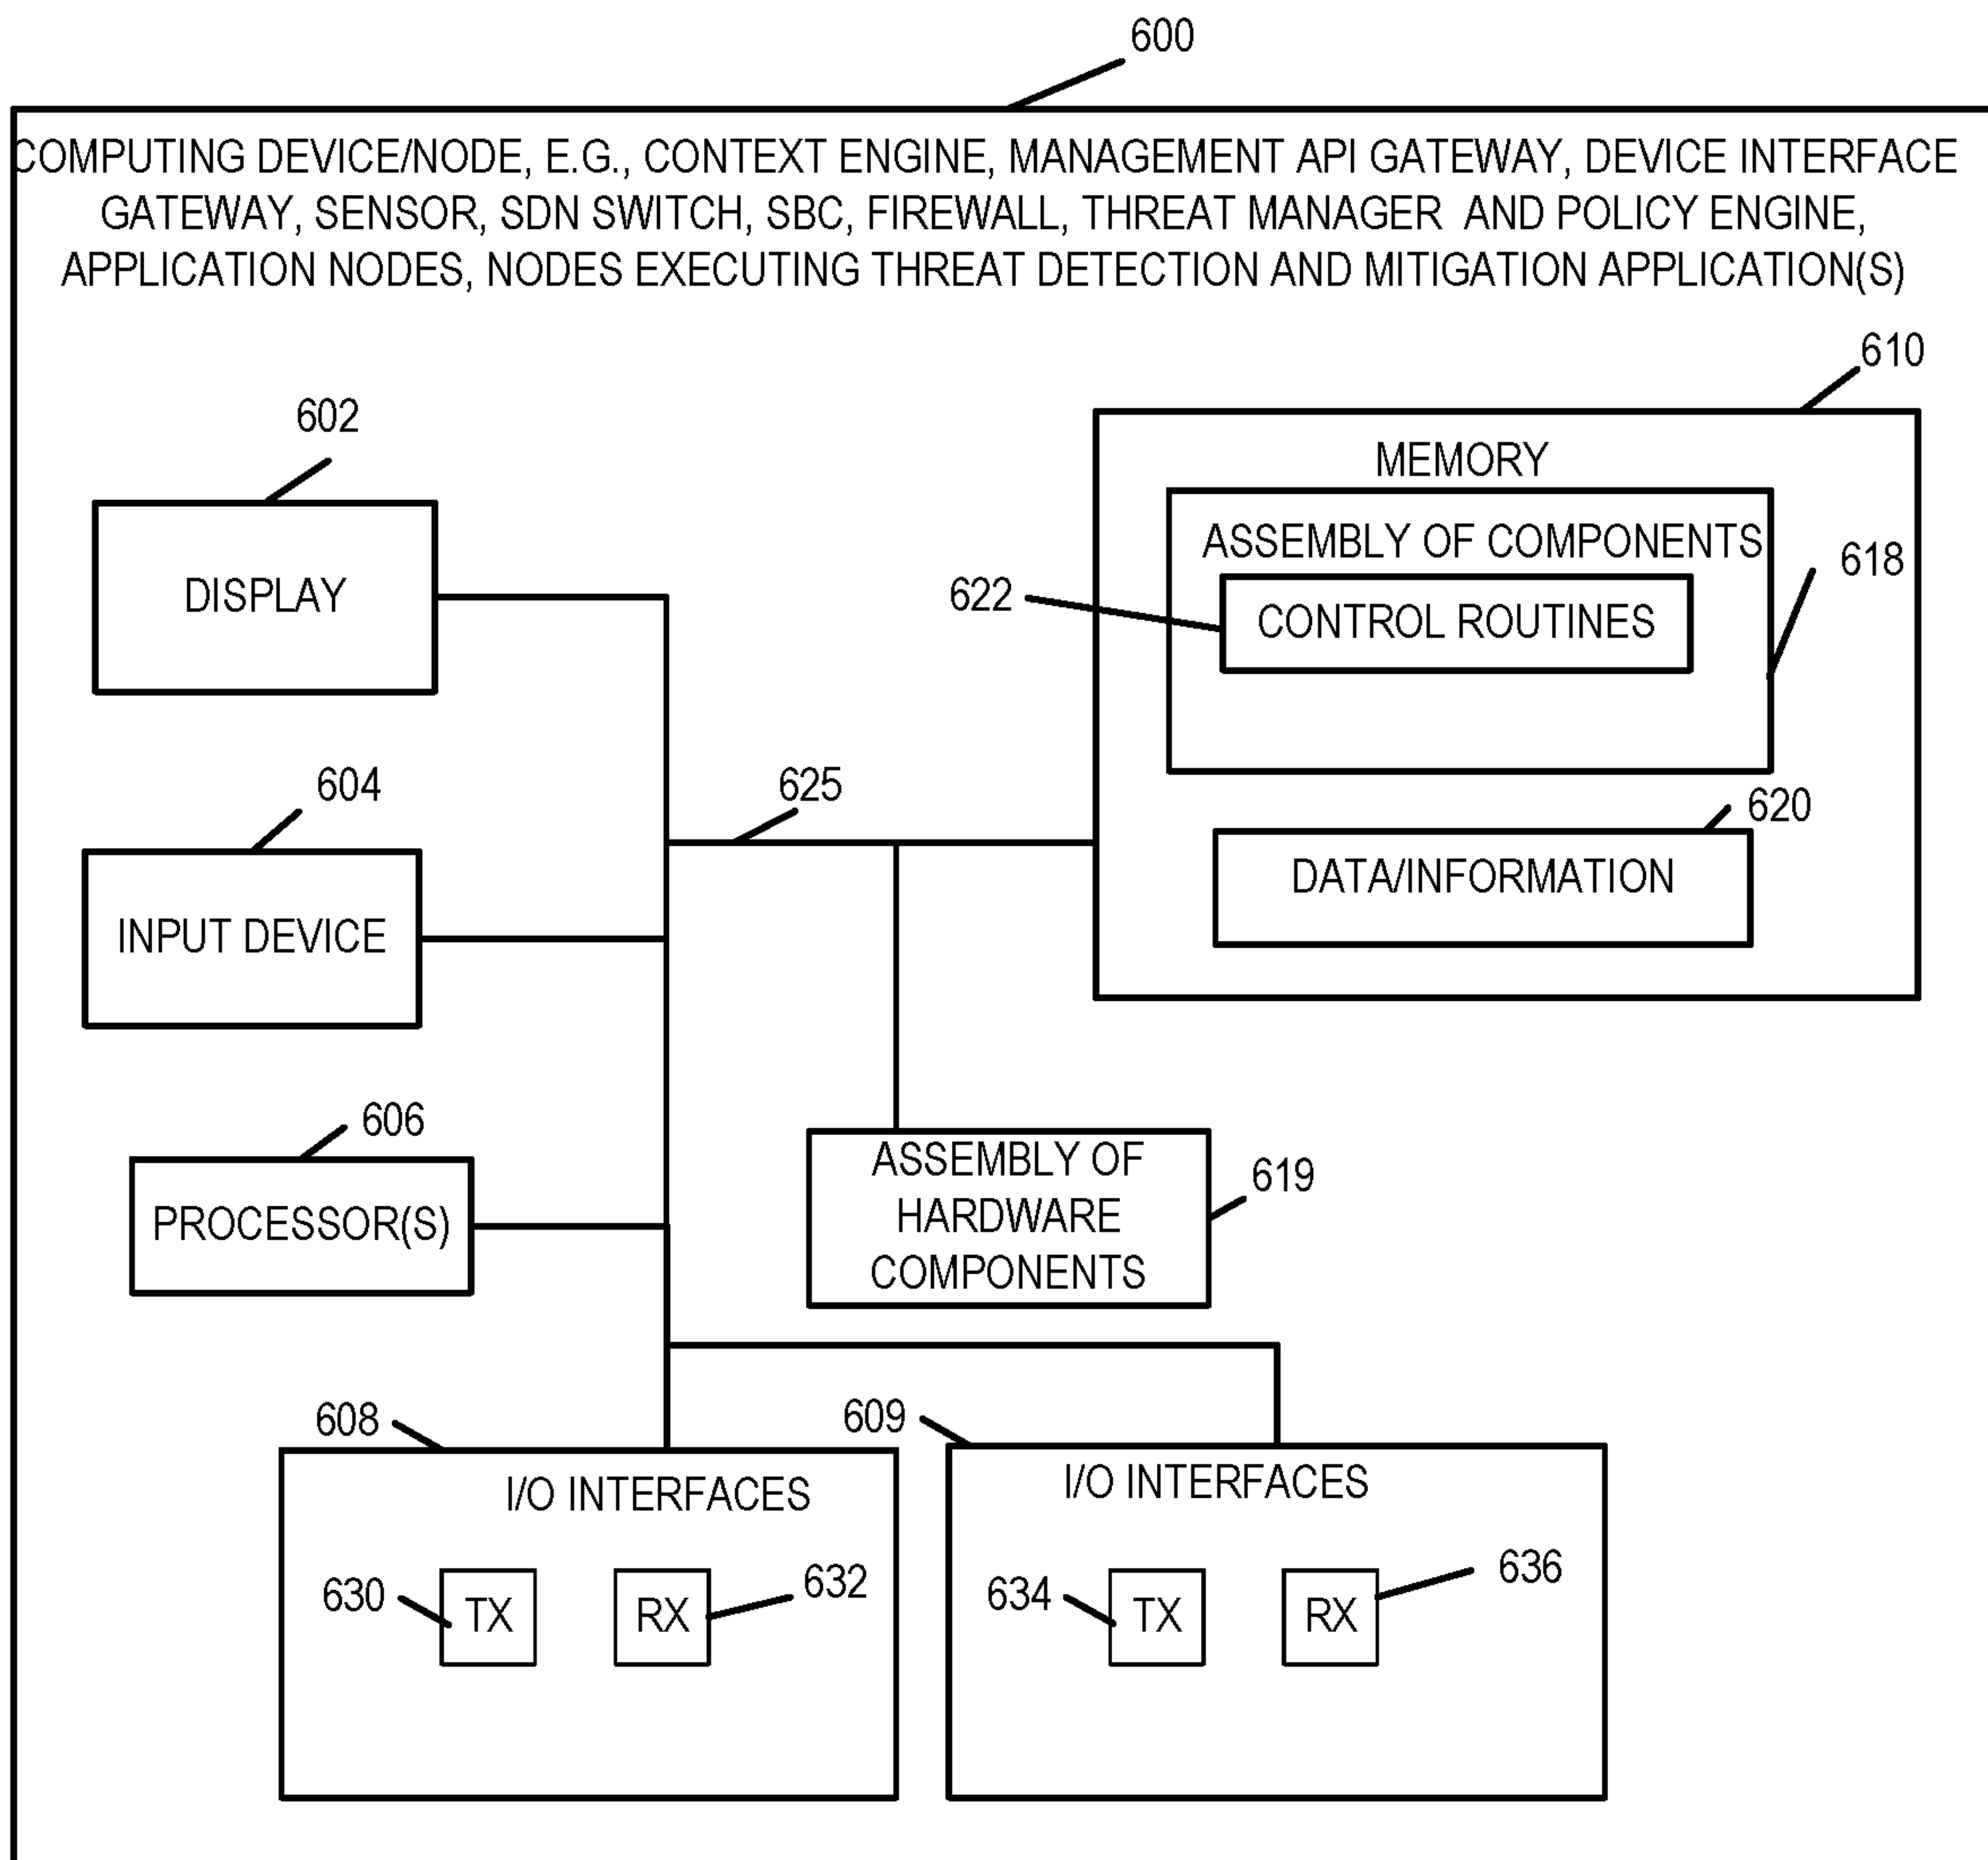 600
COMPUTING DEVICE/NODE, E.G., CONTEXT ENGINE, MANAGEMENT API GATEWAY, DEVICE INTERFACE
GATEWAY, SENSOR, SDN SWITCH, SBC, FIREWALL, THREAT MANAGER AND POLICY ENGINE,
APPLICATION NODES, NODES EXECUTING THREAT DETECTION AND MITIGATION APPLICATION(S)
610
602
MEMORY
ASSEMBLY OF COMPONENTS
618
DISPLAY
622
CONTROL ROUTINES
604
625
620
DATA/INFORMATION
INPUT DEVICE
606
ASSEMBLY OF
HARDWARE
COMPONENTS
619
PROCESSOR(S)
608
609
I/O INTERFACES
I/O INTERFACES
630
TX
RX
632
634
TX
RX
636